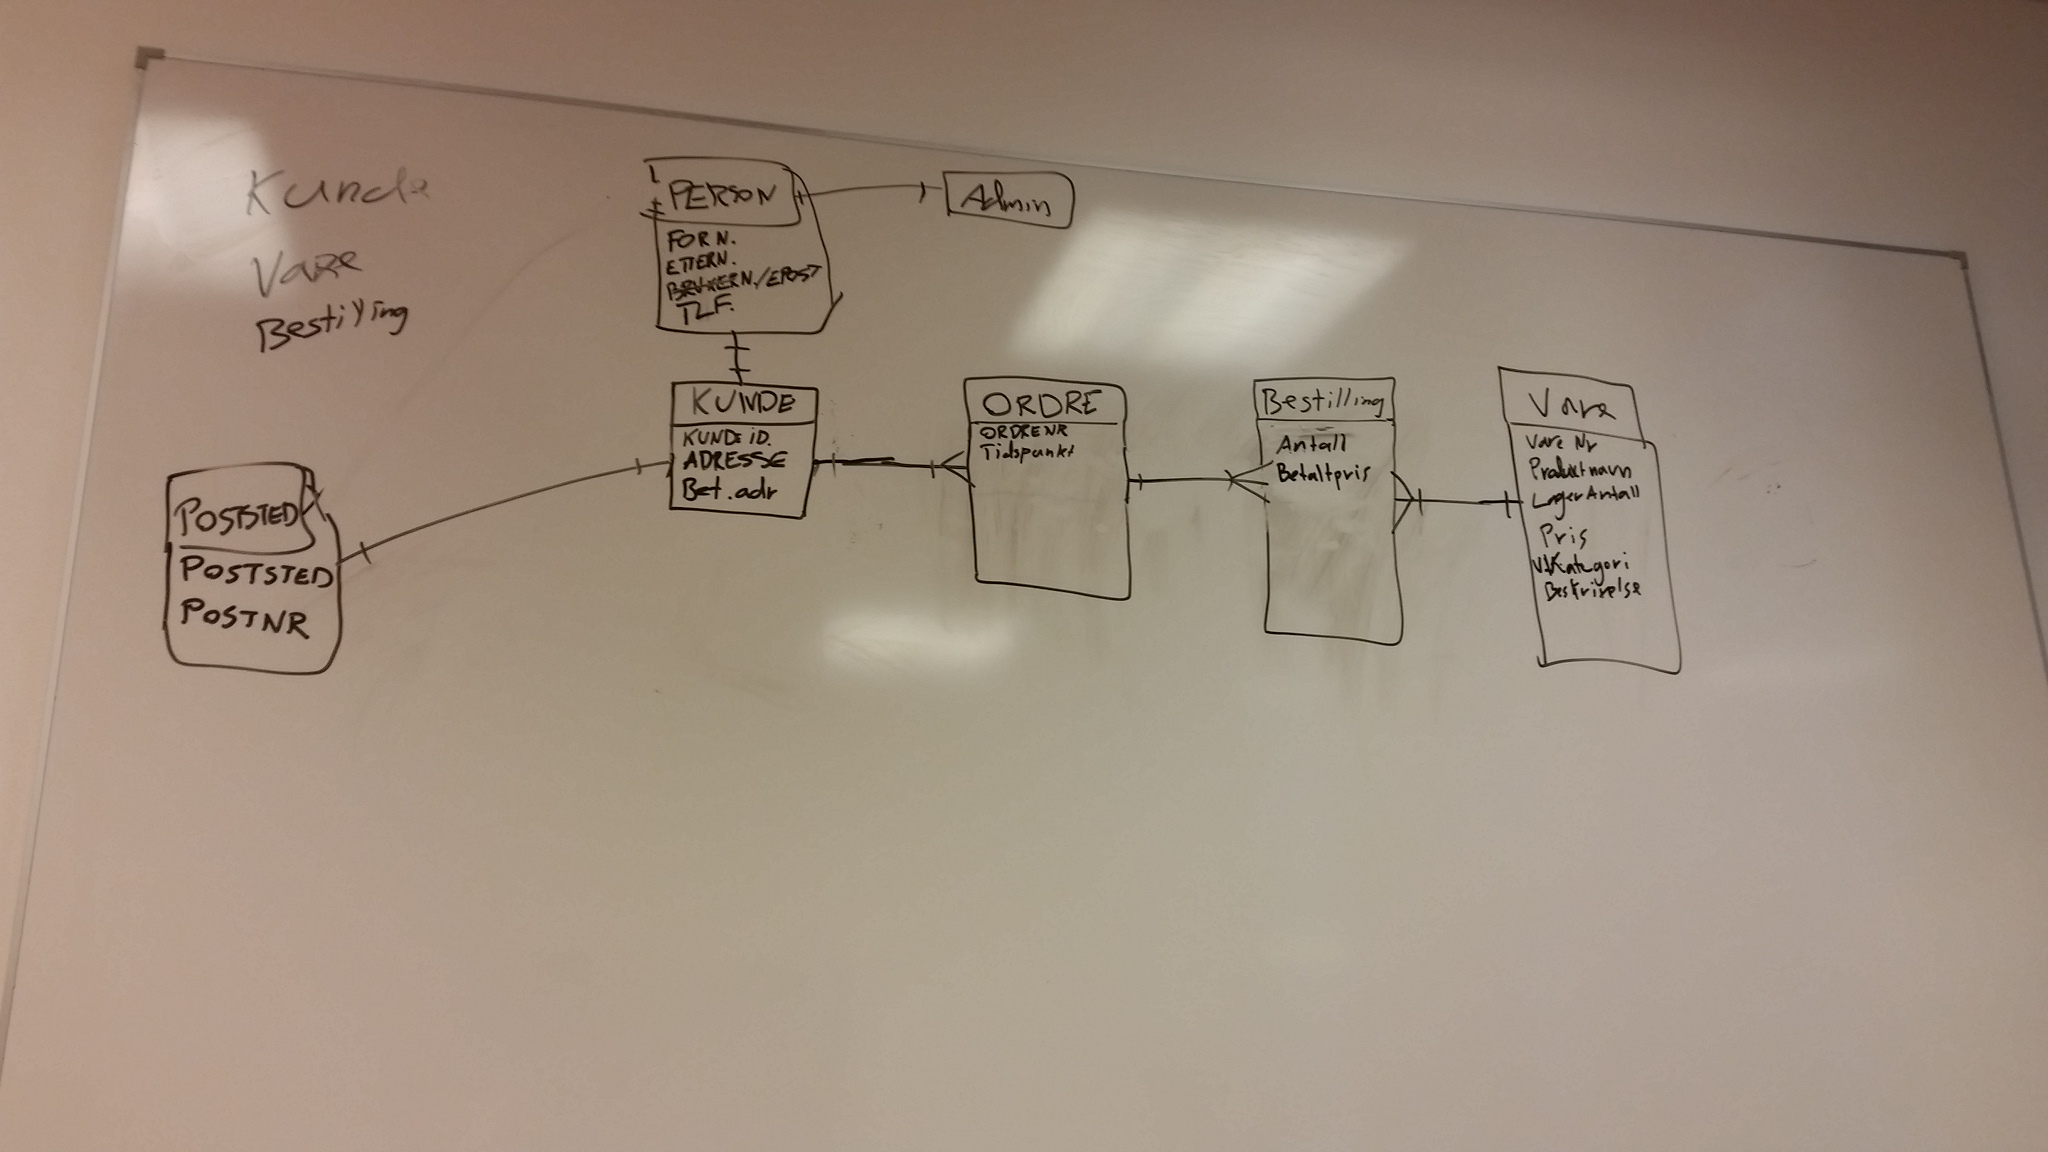 Kunde
Vare
Bestilling
PERSON
FORN.
ETTERN.
BRUKERN./EPOST
TLF.
Admin
KUNDE
KUNDE ID.
ADRESSE
Bet.adr
ORDRE
ORDRENR
Tidspunkt
Bestilling
Antall
Betaltpris
Vare
Vare Nr
Produktnavn
LagerAntall
Pris
Kategori
Beskrivelse
POSTSTED
POSTSTED
POSTNR